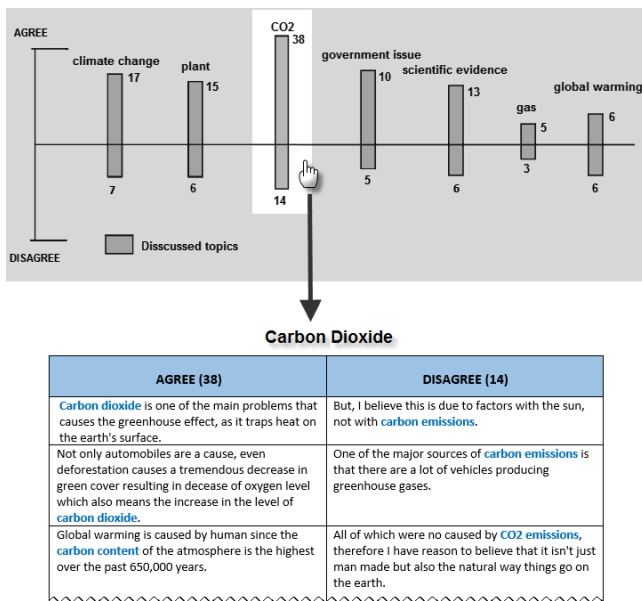 AGREE
CO2
38
climate change
17
plant
15
government issue
10
scientific evidence
13
gas
5
global warming
6
7
6
14
5
6
3
6
Disscussed topics
DISAGREE
Carbon Dioxide
AGREE (38)
DISAGREE (14)
Carbon dioxide is one of the main problems that
causes the greenhouse effect, as it traps heat on
the earth's surface.
But, I believe this is due to factors with the sun,
not with carbon emissions.
Not only automobiles are a cause, even
deforestation causes a tremendous decrease in
green cover resulting in decease of oxygen level
which also means the increase in the level of
carbon dioxide.
One of the major sources of carbon emissions is
that there are a lot of vehicles producing
greenhouse gases.
Global warming is caused by human since the
carbon content of the atmosphere is the highest
over the past 650,000 years.
All of which were no caused by CO2 emissions,
therefore I have reason to believe that it isn't just
man made but also the natural way things go on
the earth.